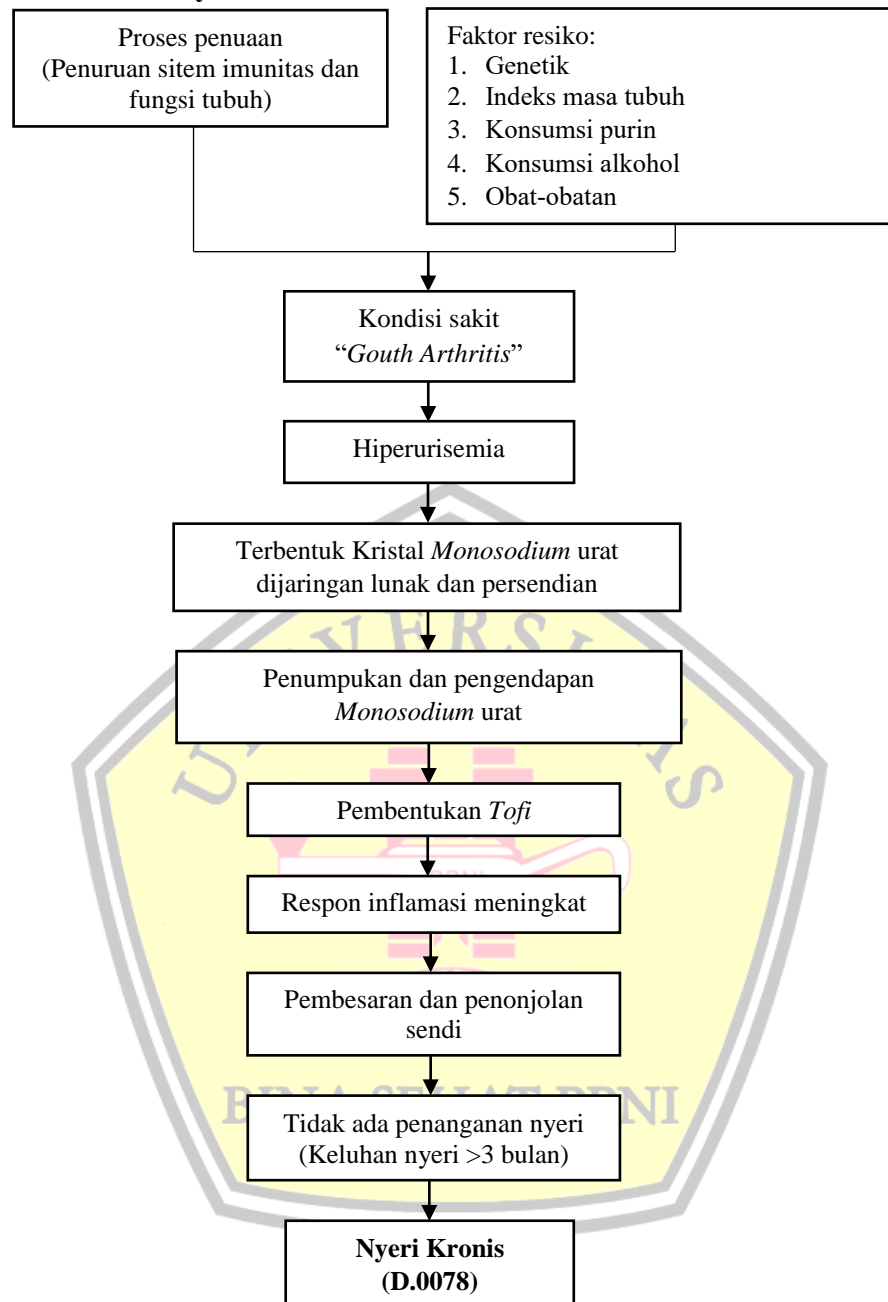 Proses penuaan
(Penuruan sitem imunitas dan
fungsi tubuh)
Faktor resiko:
1. Genetik
2. Indeks masa tubuh
3. Konsumsi purin
4. Konsumsi alkohol
5. Obat-obatan
Kondisi sakit
“Gouth Arthritis”
Hiperurisemia
Terbentuk Kristal Monosodium urat
dijaringan lunak dan persendian
Penumpukan dan pengendapan
Monosodium urat
Pembentukan Tofi
Respon inflamasi meningkat
Pembesaran dan penonjolan
sendi
Tidak ada penanganan nyeri
(Keluhan nyeri >3 bulan)
Nyeri Kronis
(D.0078)